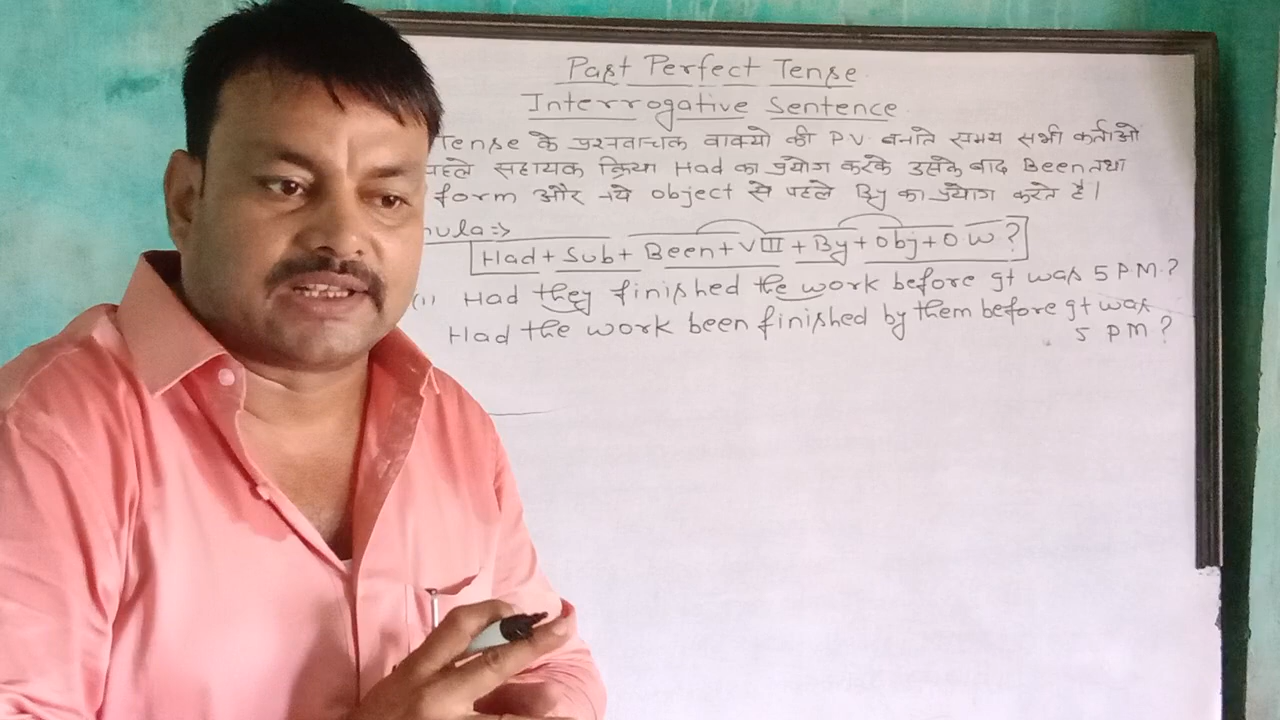 Past Perfect Tense
Interrogative Sentence
Tense के प्रश्नवाचक वाक्यो की P.V. बनाते समय सभी कर्ताओ
पहले सहायक क्रिया Had का प्रयोग करके उसके बाद Been तथा
form और नये object से पहले By का प्रयोग करते है।
mula:⇒
Had + Sub + Been + VIII + By + Obj + O W ?
(1) Had they finished the work before It was 5 P.M.?
Had the work been finished by them before It was
5 PM ?